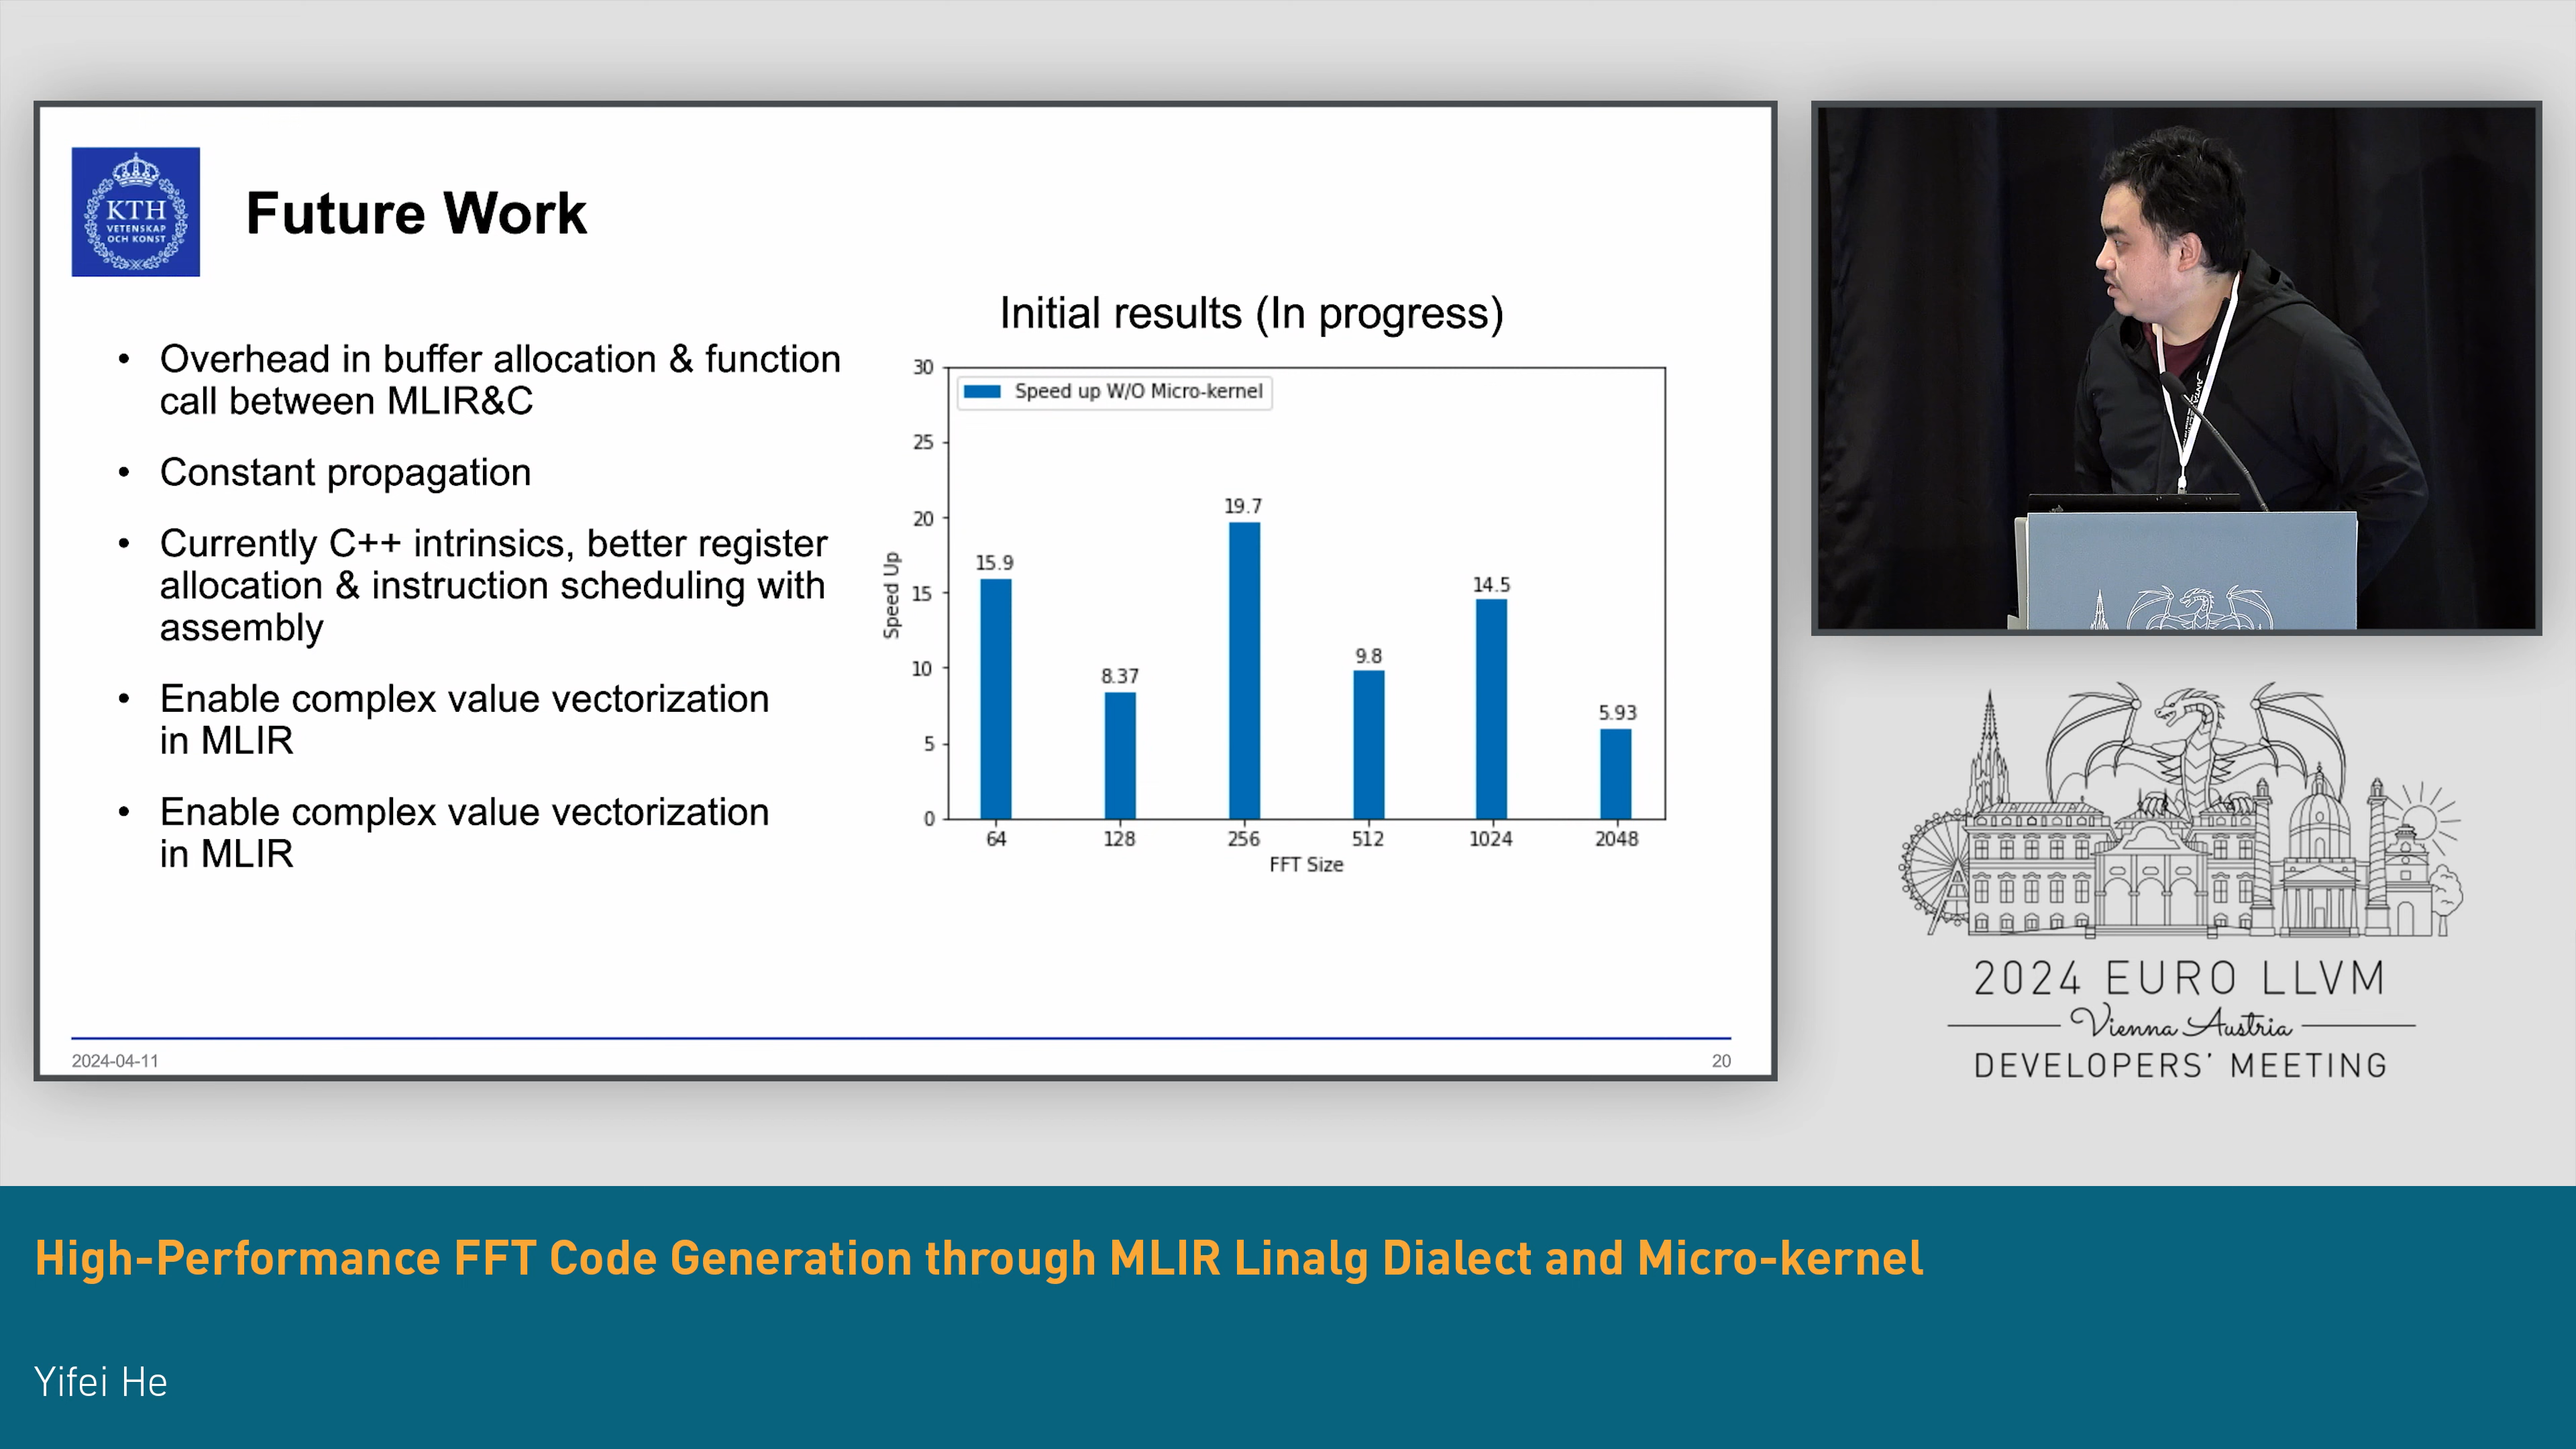 KTH
VETENSKAP
OCH KONST
Future Work
• Overhead in buffer allocation & function
call between MLIR&C
• Constant propagation
• Currently C++ intrinsics, better register
allocation & instruction scheduling with
assembly
• Enable complex value vectorization
in MLIR
• Enable complex value vectorization
in MLIR
Initial results (In progress)
Speed up W/O Micro-kernel
30
25
20
15
10
5
0
Speed Up
15.9
8.37
19.7
9.8
14.5
5.93
64 128 256 512 1024 2048
FFT Size
2024-04-11
20
2024 EURO LLVM
Vienna Austria
DEVELOPERS' MEETING
High-Performance FFT Code Generation through MLIR Linalg Dialect and Micro-kernel
Yifei He